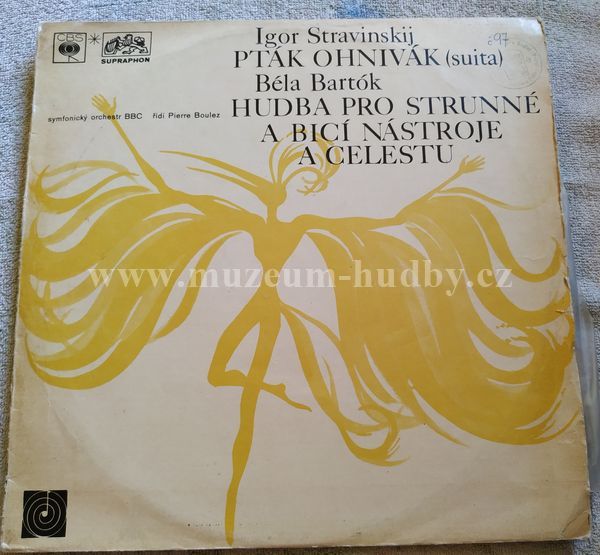 CBS
SUPRAPHON
Igor Stravinskij
PTÁK OHNIVÁK (suita)
Béla Bartók
HUDBA PRO STRUNNÉ
A BICÍ NÁSTROJE
A CELESTU
symfonický orchestr BBC řídí Pierre Boulez
www.muzeum-hudby.cz